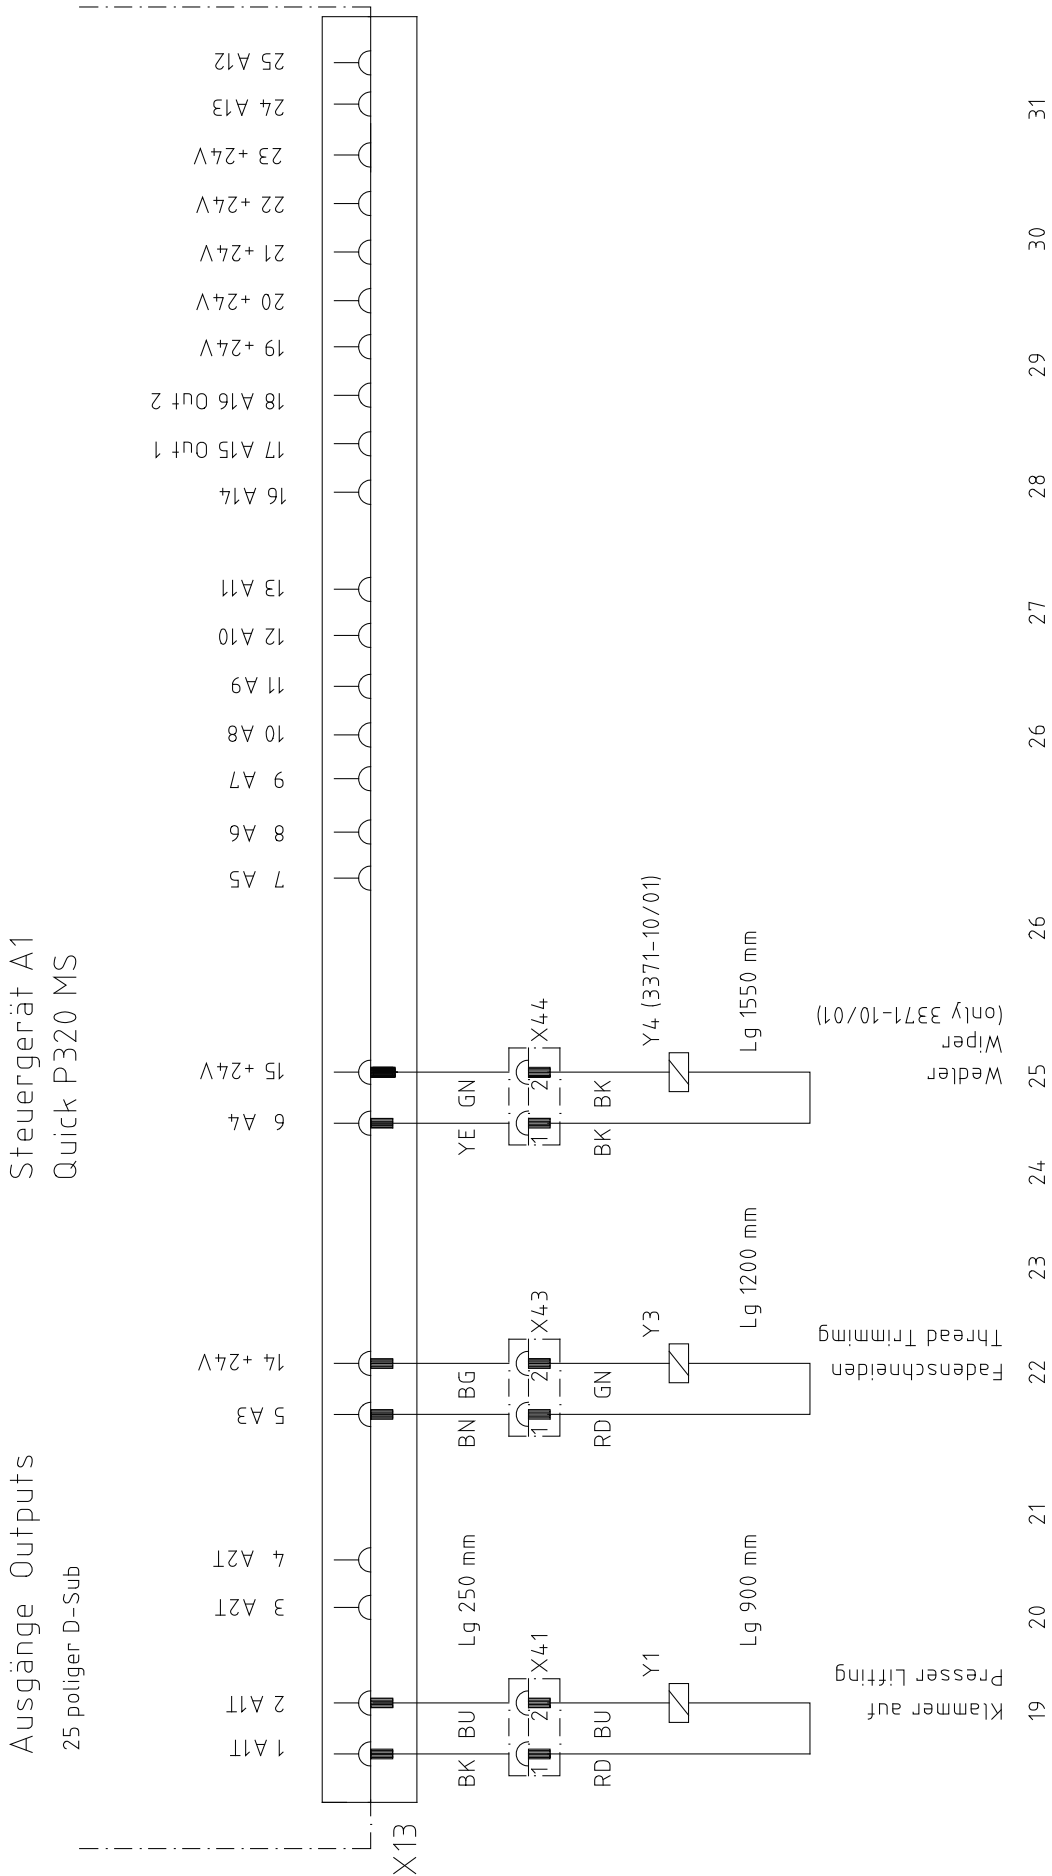 Ausgänge Outputs
25 poliger D-Sub
Steuergerät A1
Quick P320 MS
X13
1 A1T
2 A1T
3 A2T
4 A2T
5 A3
14 +24V
6 A4
15 +24V
7 A5
8 A6
9 A7
10 A8
11 A9
12 A10
13 A11
16 A14
17 A15 Out 1
18 A16 Out 2
19 +24V
20 +24V
21 +24V
22 +24V
23 +24V
24 A13
25 A12
BK BU
Lg 250 mm
BN BG
YE GN
1 2 X41
1 2 X43
1 2 X44
RD BU
RD GN
BK BK
Y1
Y3
Y4 (3371-10/01)
Lg 900 mm
Lg 1200 mm
Lg 1550 mm
Klammer auf
Presser Lifting
Fadenschneiden
Thread Trimming
Wedler
Wiper
(only 3371-10/01)
19 20 21 22 23 24 25 26 26 27 28 29 30 31